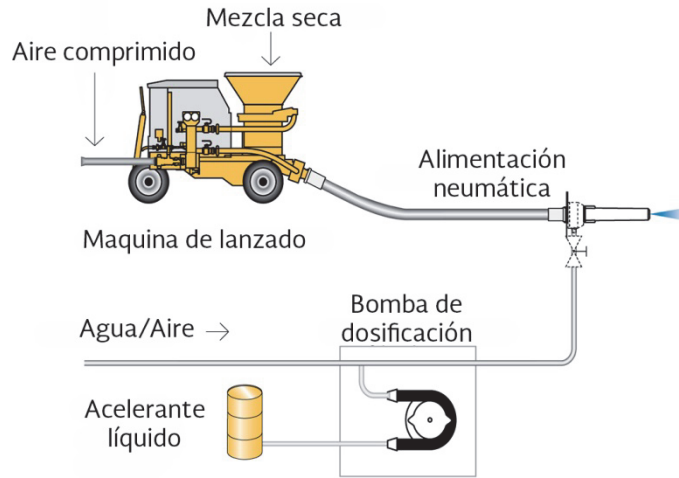 Mezcla seca
Aire comprimido
Alimentación
neumática
Maquina de lanzado
Bomba de
dosificación
Agua/Aire
Acelerante
líquido